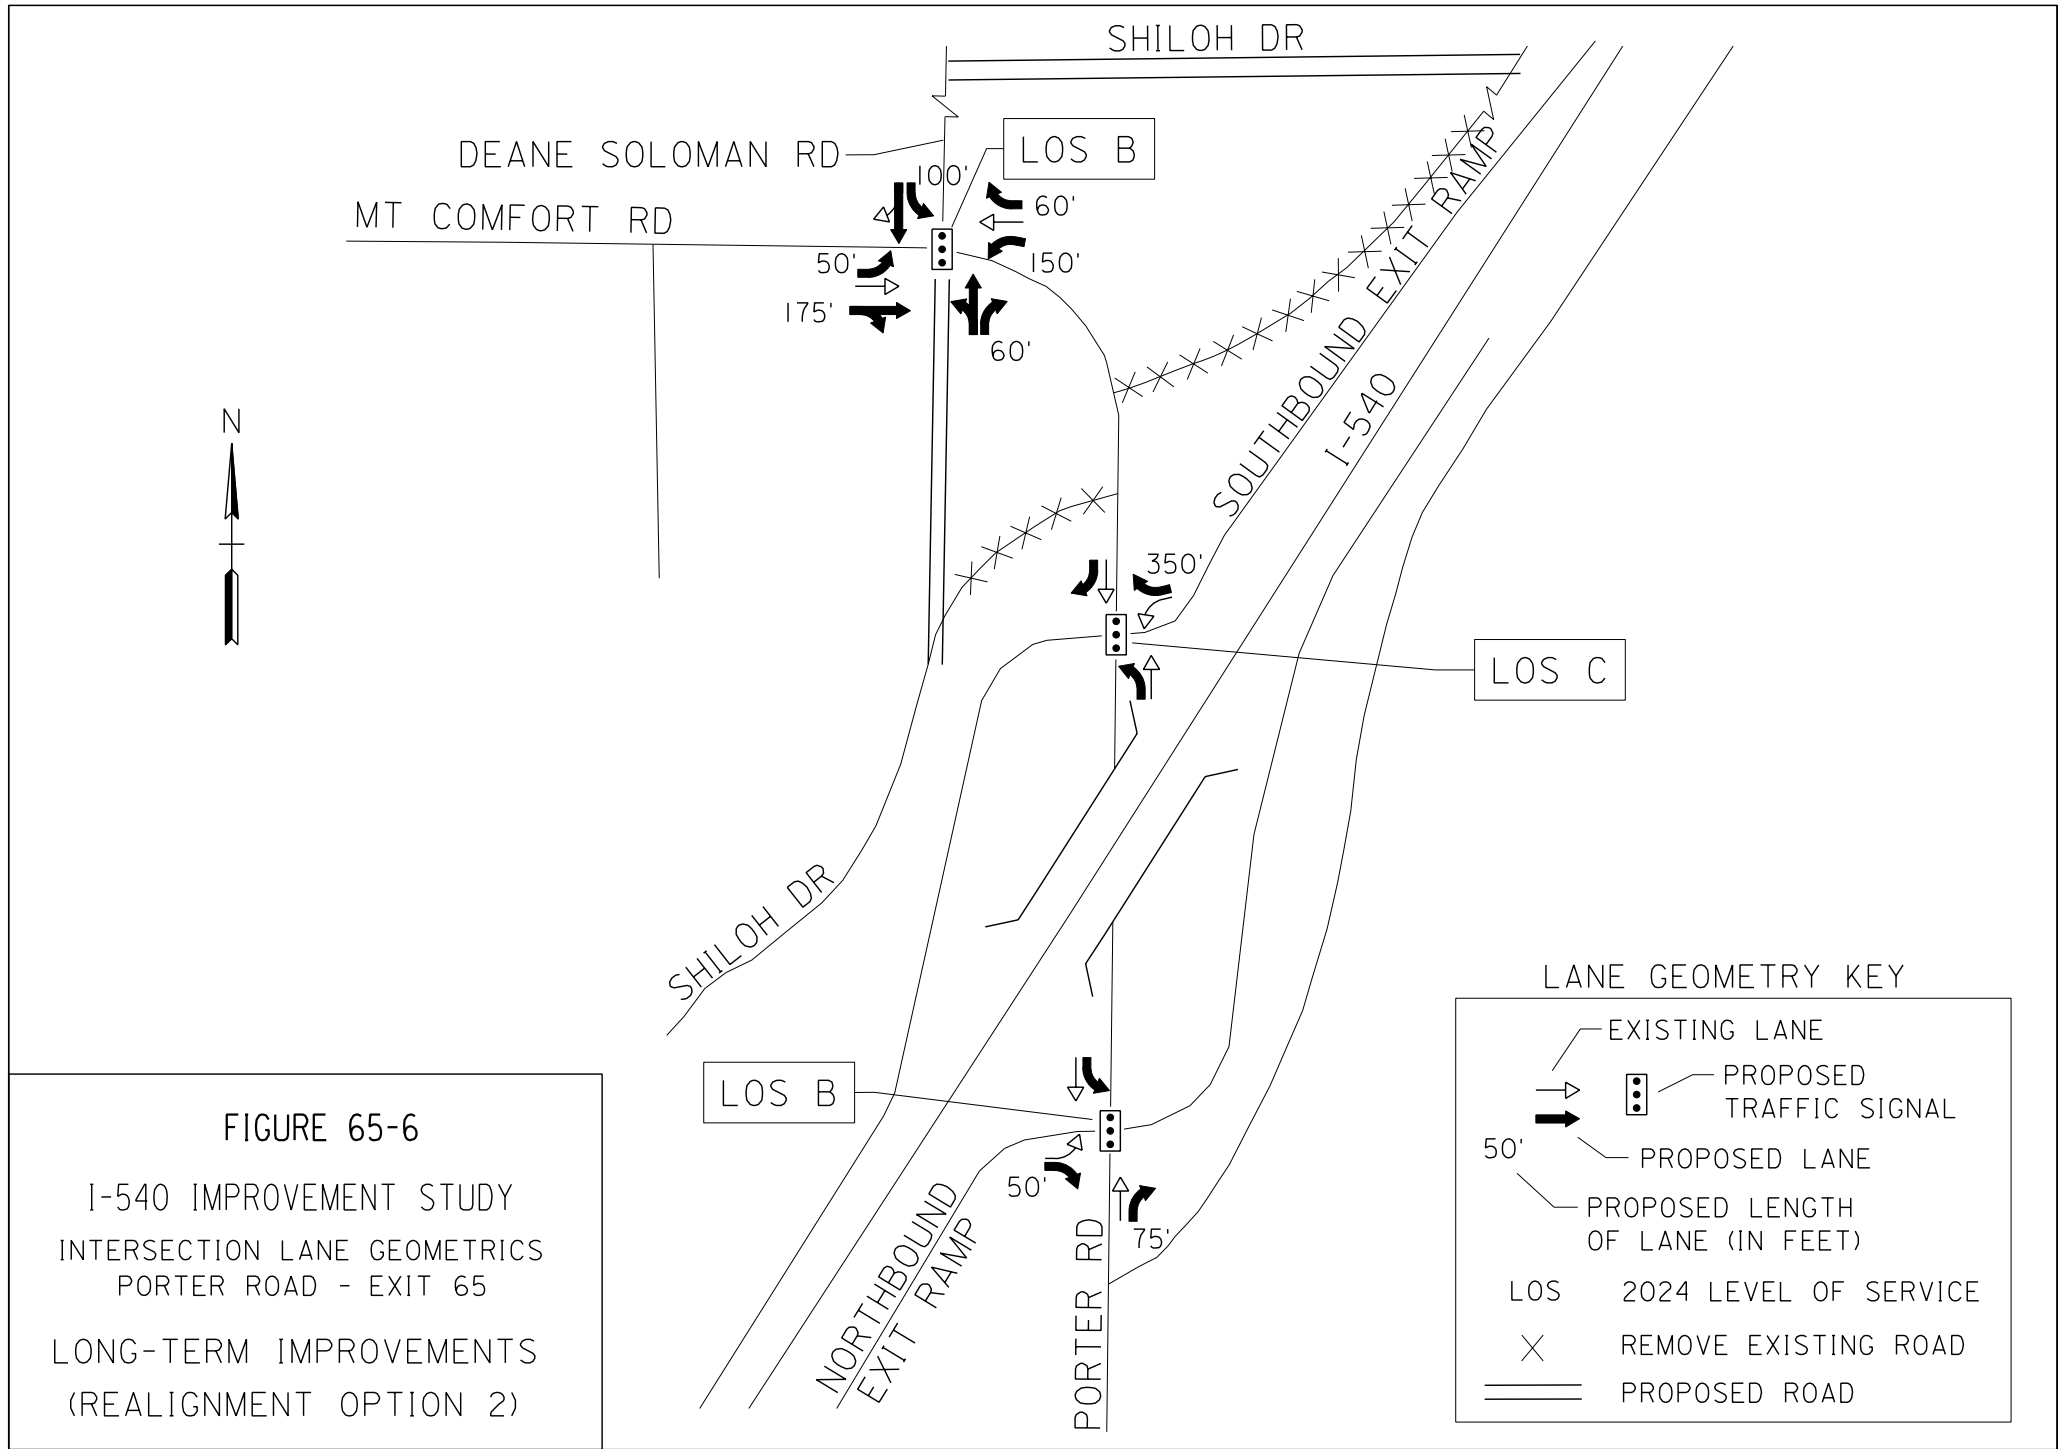 SHILOH DR
DEANE SOLOMAN RD
LOS B
100'
60'
MT COMFORT RD
50'
150'
175'
60'
SOUTHBOUND EXIT RAMP
I-540
N
350'
LOS C
SHILOH DR
LOS B
50'
75'
NORTHBOUND
EXIT RAMP
PORTER RD
LANE GEOMETRY KEY
EXISTING LANE
PROPOSED
TRAFFIC SIGNAL
50'
PROPOSED LANE
PROPOSED LENGTH
OF LANE (IN FEET)
LOS 2024 LEVEL OF SERVICE
REMOVE EXISTING ROAD
PROPOSED ROAD
FIGURE 65-6
I-540 IMPROVEMENT STUDY
INTERSECTION LANE GEOMETRICS
PORTER ROAD - EXIT 65
LONG-TERM IMPROVEMENTS
(REALIGNMENT OPTION 2)